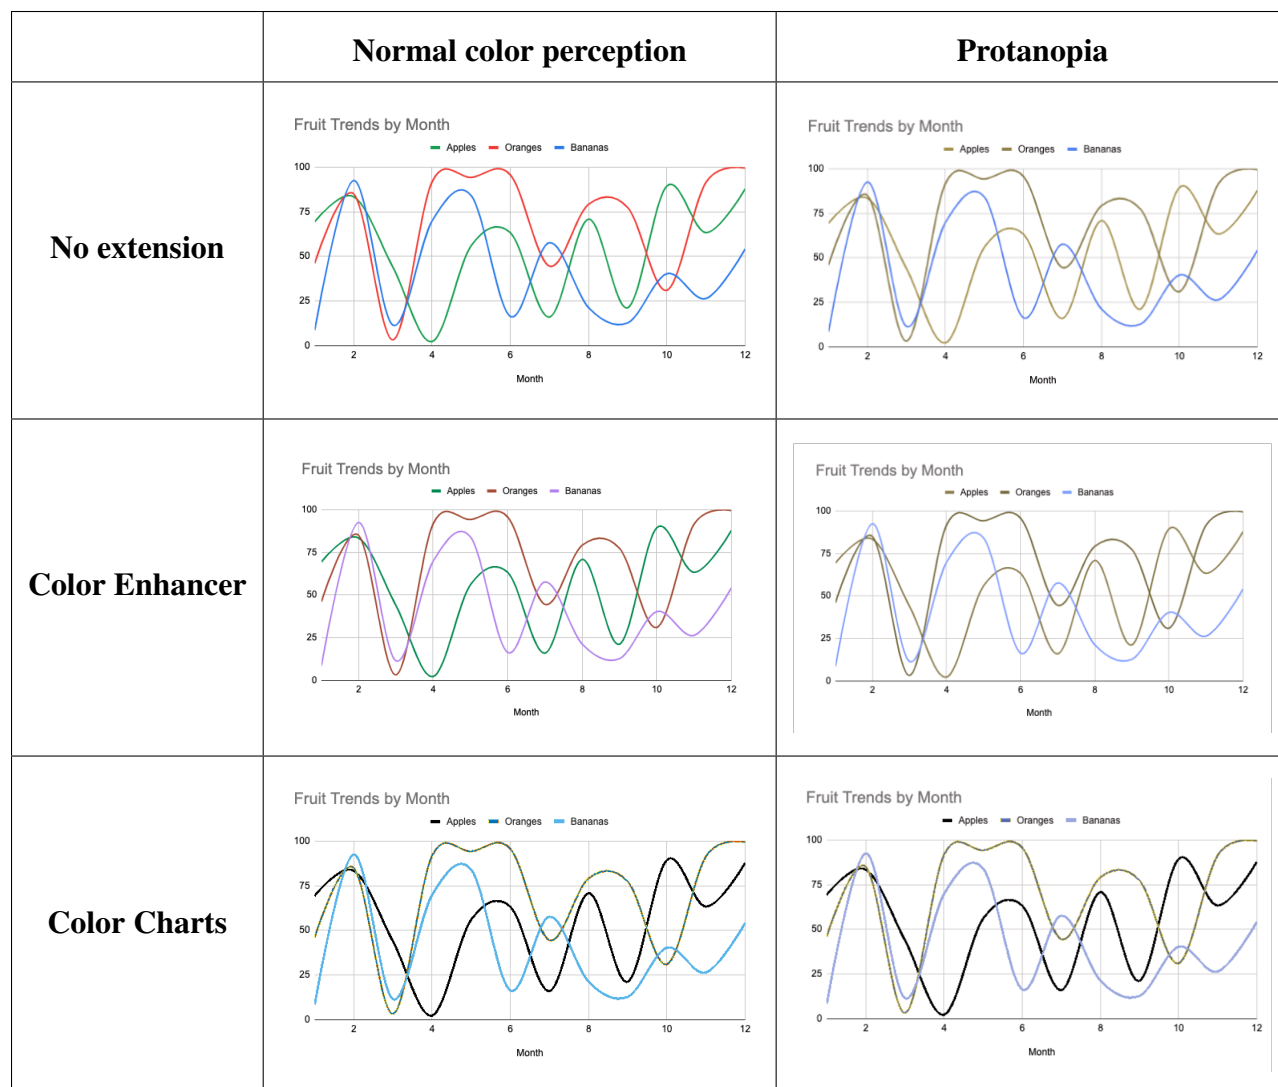 Normal color perception Protanopia
No extension
Fruit Trends by Month
Apples Oranges Bananas
100
75
50
25
0
2 4 6 8 10 12
Month
Fruit Trends by Month
Apples Oranges Bananas
100
75
50
25
0
2 4 6 8 10 12
Month
Color Enhancer
Fruit Trends by Month
Apples Oranges Bananas
100
75
50
25
0
2 4 6 8 10 12
Month
Fruit Trends by Month
Apples Oranges Bananas
100
75
50
25
0
2 4 6 8 10 12
Month
Color Charts
Fruit Trends by Month
Apples Oranges Bananas
100
75
50
25
0
2 4 6 8 10 12
Month
Fruit Trends by Month
Apples Oranges Bananas
100
75
50
25
0
2 4 6 8 10 12
Month